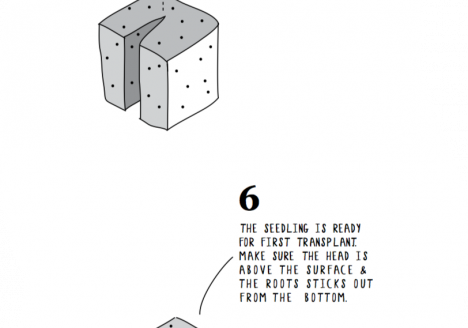 6
THE SEEDLING IS READY
FOR FIRST TRANSPLANT.
MAKE SURE THE HEAD IS
ABOVE THE SURFACE &
THE ROOTS STICKS OUT
FROM THE BOTTOM.